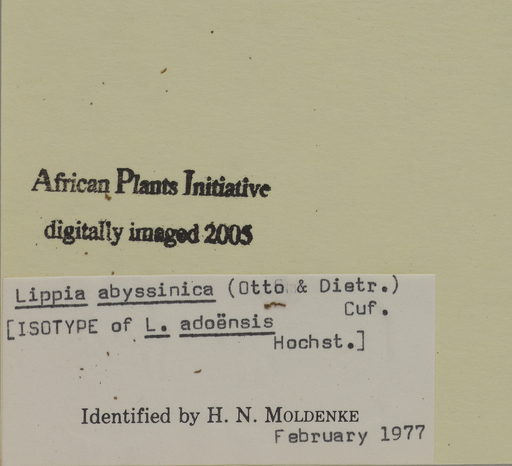 African Plants Initiative
digitally imaged 2005
Lippia abyssinica (Otto & Dietr.)
Cuf.
[ISOTYPE of L. adoënsis
Hochst.]
Identified by H. N. MOLDENKE
February 1977